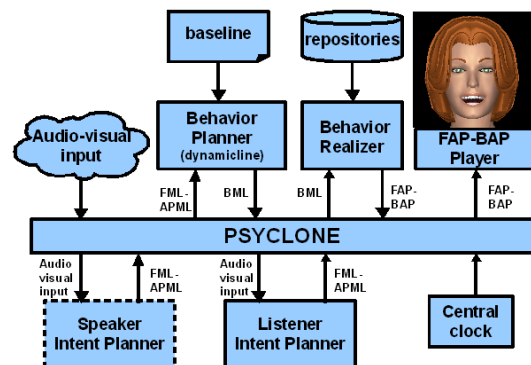 baseline
repositories
Audio-visual
input
Behavior
Planner
(dynamicline)
Behavior
Realizer
FAP-BAP
Player
FML-
APML
BML
BML
FAP-
BAP
FAP-
BAP
PSYCLONE
Audio
visual
input
FML-
APML
Audio
visual
input
FML-
APML
Speaker
Intent Planner
Listener
Intent Planner
Central
clock